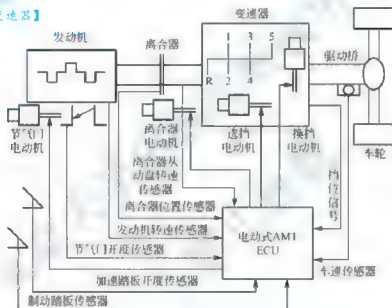 变速器】
发动机
离合器
变速器
1 3 5
R 2 4
驱动桥
节气门
电动机
离合器
电动机
选挡
电动机
换挡
电动机
车轮
离合器从
动盘转速
传感器
挡位信号
离合器位置传感器
发动机转速传感器
节气门开度传感器
电动式AMT
ECU
加速踏板开度传感器
车速传感器
制动踏板传感器